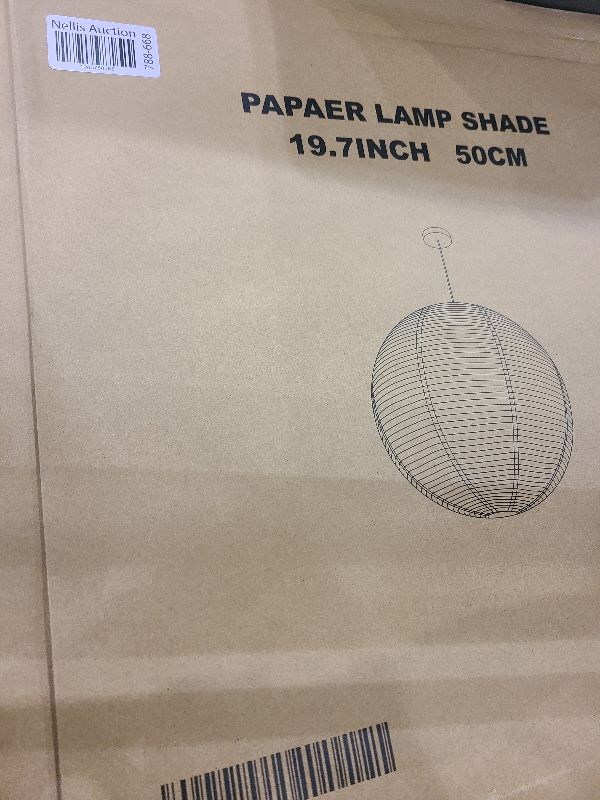 Nellis Auction
788-668
PAPAER LAMP SHADE
19.7INCH 50CM